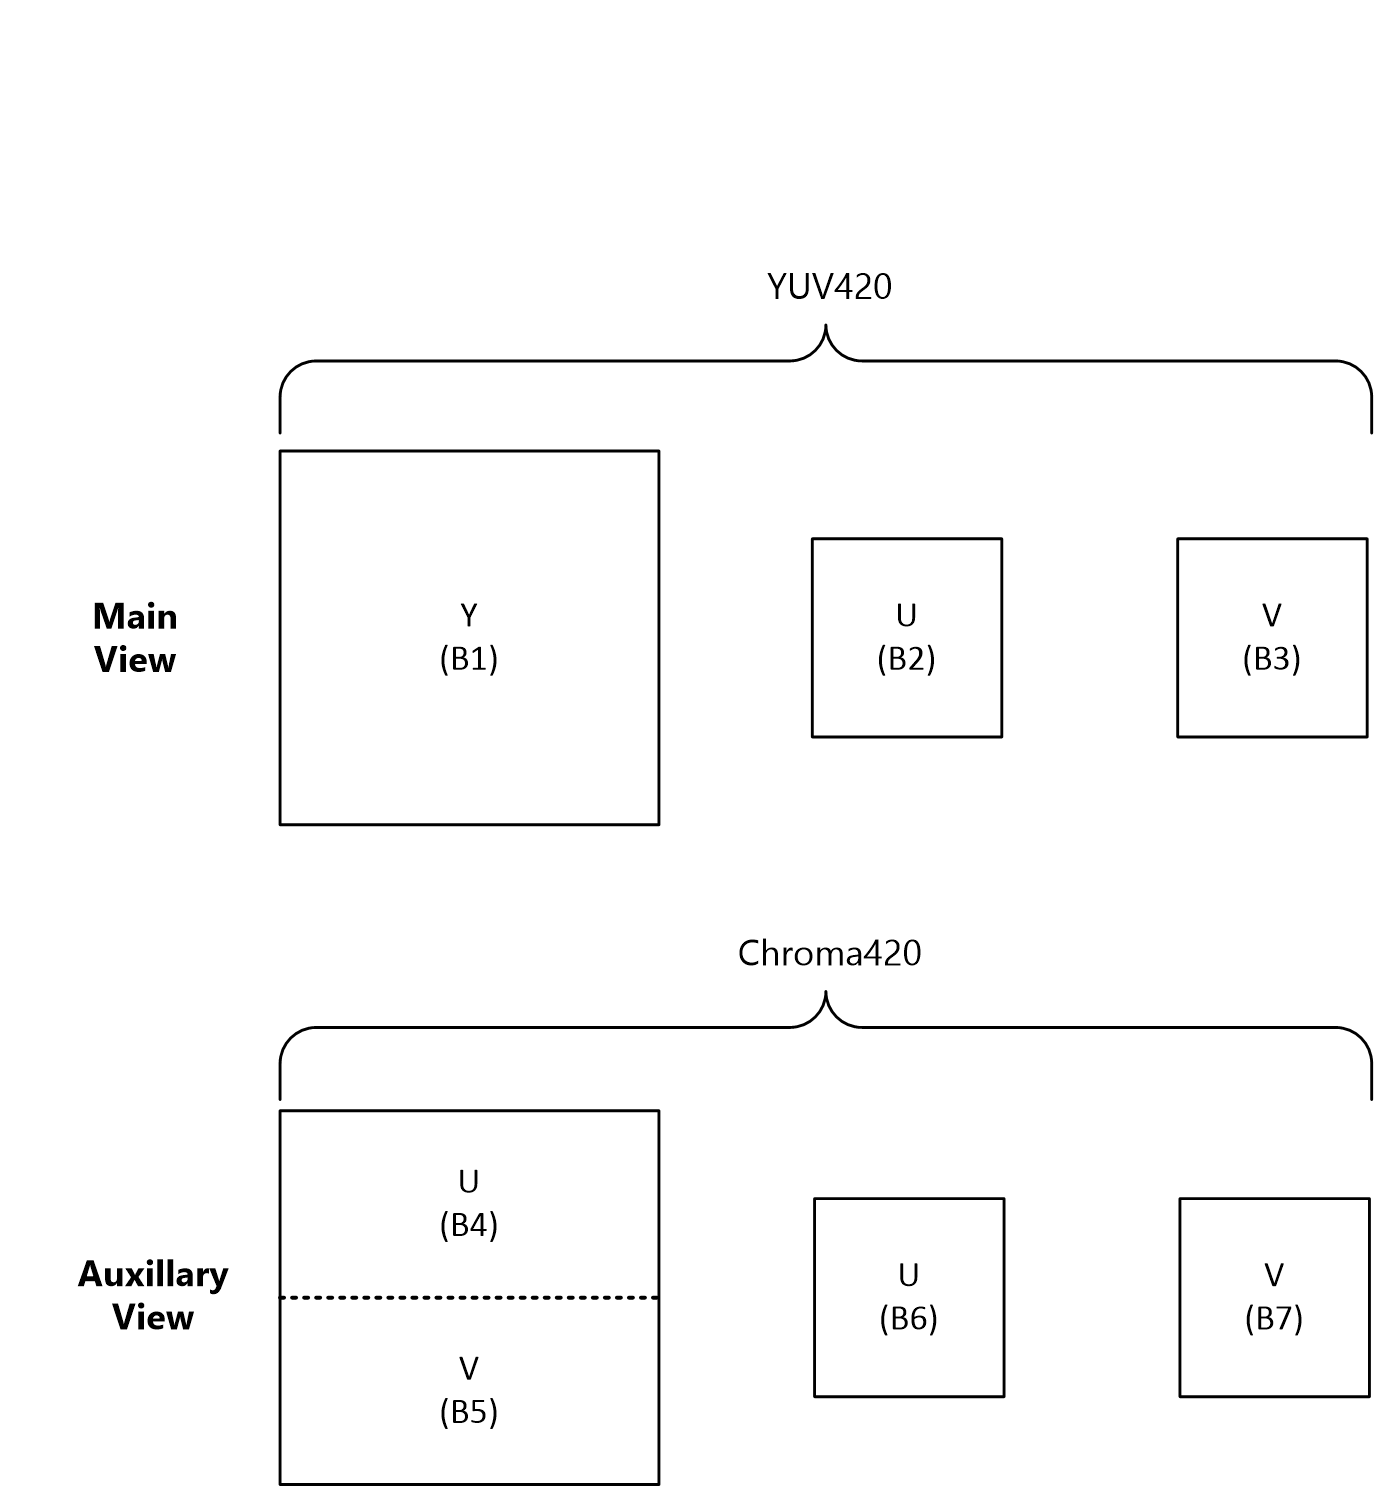 YUV420
Main
View
Y
(B1)
U
(B2)
V
(B3)
Chroma420
Auxillary
View
U
(B4)
V
(B5)
U
(B6)
V
(B7)